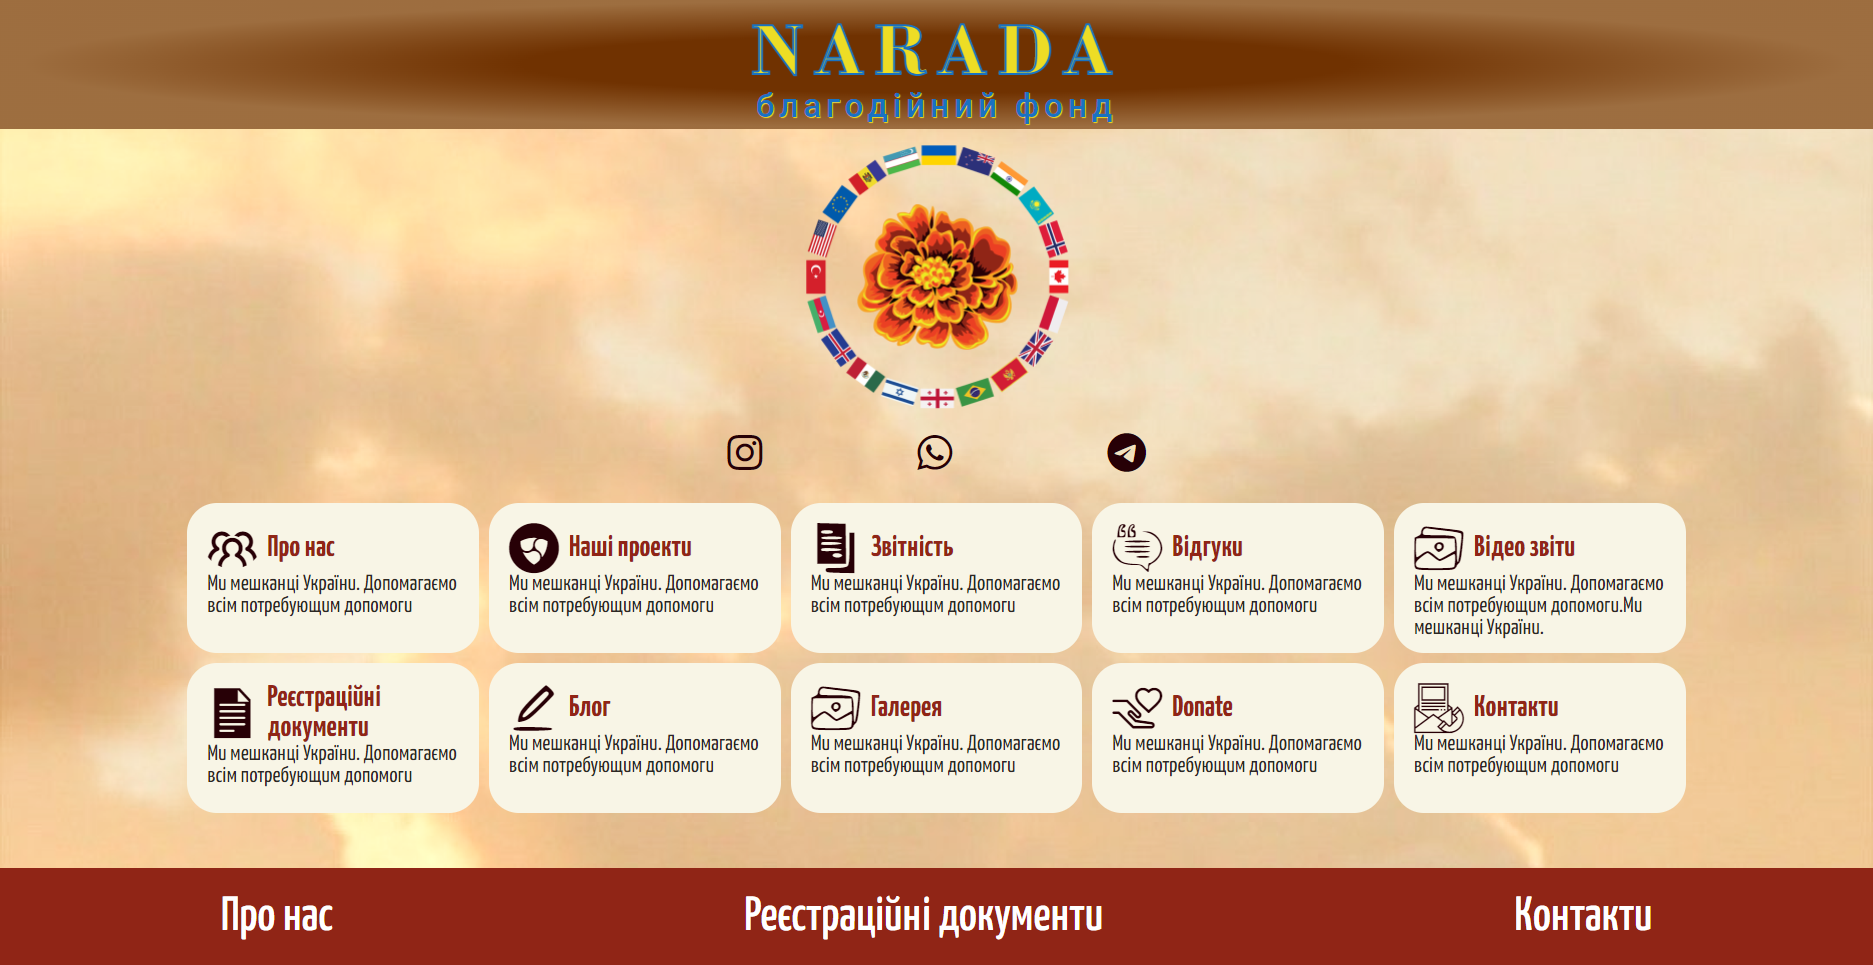 NARADA
благодійний фонд
Про нас
Ми мешканці України. Допомагаємо
всім потребующим допомоги
Наші проекти
Ми мешканці України. Допомагаємо
всім потребующим допомоги
Звітність
Ми мешканці України. Допомагаємо
всім потребующим допомоги
Відгуки
Ми мешканці України. Допомагаємо
всім потребующим допомоги
Відео звіти
Ми мешканці України. Допомагаємо
всім потребующим допомоги.Ми
мешканці України.
Реєстраційні
документи
Ми мешканці України. Допомагаємо
всім потребующим допомоги
Блог
Ми мешканці України. Допомагаємо
всім потребующим допомоги
Галерея
Ми мешканці України. Допомагаємо
всім потребующим допомоги
Donate
Ми мешканці України. Допомагаємо
всім потребующим допомоги
Контакти
Ми мешканці України. Допомагаємо
всім потребующим допомоги
Про нас
Реєстраційні документи
Контакти